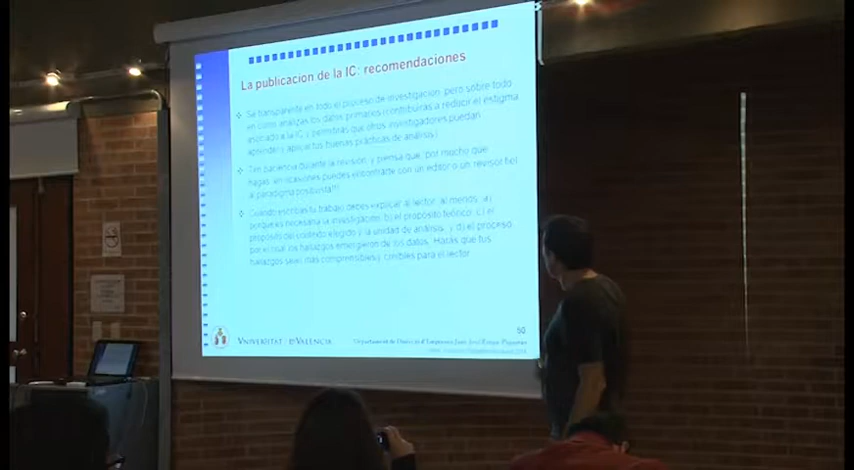 La publicacion de la IC: recomendaciones
Se transparente en todo el proceso de investigación, pero sobre todo
en como analizas los datos primarios (contribuirás a reducir el estigma
asociado a la IC y permitirás que otros investigadores puedan
aprender y aplicar tus buenas prácticas de análisis)
Ten paciencia durante la revisión, y piensa que, por mucho que
hagas, en ocasiones puedes encontrarte con un editor o un revisor fiel
al paradigma positivista!!!
Cuando escribas tu trabajo debes explicar al lector, al menos: a)
porque es necesaria la investigación; b) el propósito teórico; c) el
propósito del contexto elegido y la unidad de análisis; y d) el proceso
por el cual los hallazgos emergieron de los datos. Harás que tus
hallazgos sean más comprensibles y creíbles para el lector
50
VNIVERSITAT DE VALÈNCIA